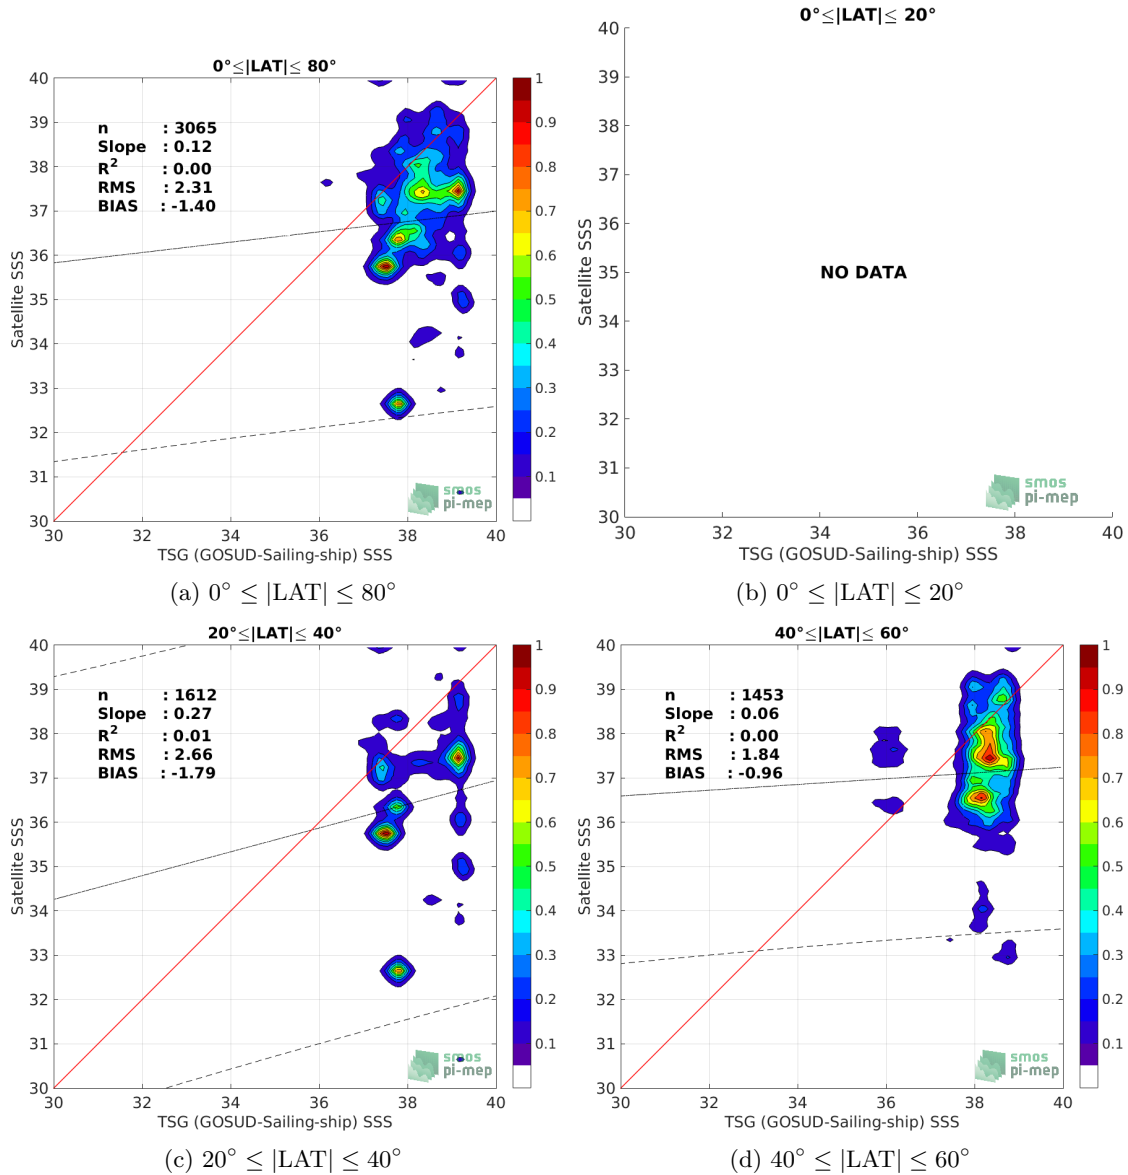 0°≤|LAT|≤ 80°
40
39
38
37
36
35
34
33
32
31
30
Satellite SSS
n : 3065
Slope : 0.12
R² : 0.00
RMS : 2.31
BIAS : -1.40
1
0.9
0.8
0.7
0.6
0.5
0.4
0.3
0.2
0.1
smos
pi-mep
30 32 34 36 38 40
TSG (GOSUD-Sailing-ship) SSS
(a) 0° ≤ |LAT| ≤ 80°
0°≤|LAT|≤ 20°
40
39
38
37
36
35
34
33
32
31
30
Satellite SSS
NO DATA
smos
pi-mep
30 32 34 36 38 40
TSG (GOSUD-Sailing-ship) SSS
(b) 0° ≤ |LAT| ≤ 20°
20°≤|LAT|≤ 40°
40
39
38
37
36
35
34
33
32
31
30
Satellite SSS
n : 1612
Slope : 0.27
R² : 0.01
RMS : 2.66
BIAS : -1.79
1
0.9
0.8
0.7
0.6
0.5
0.4
0.3
0.2
0.1
smos
pi-mep
30 32 34 36 38 40
TSG (GOSUD-Sailing-ship) SSS
(c) 20° ≤ |LAT| ≤ 40°
40°≤|LAT|≤ 60°
40
39
38
37
36
35
34
33
32
31
30
Satellite SSS
n : 1453
Slope : 0.06
R² : 0.00
RMS : 1.84
BIAS : -0.96
1
0.9
0.8
0.7
0.6
0.5
0.4
0.3
0.2
0.1
smos
pi-mep
30 32 34 36 38 40
TSG (GOSUD-Sailing-ship) SSS
(d) 40° ≤ |LAT| ≤ 60°